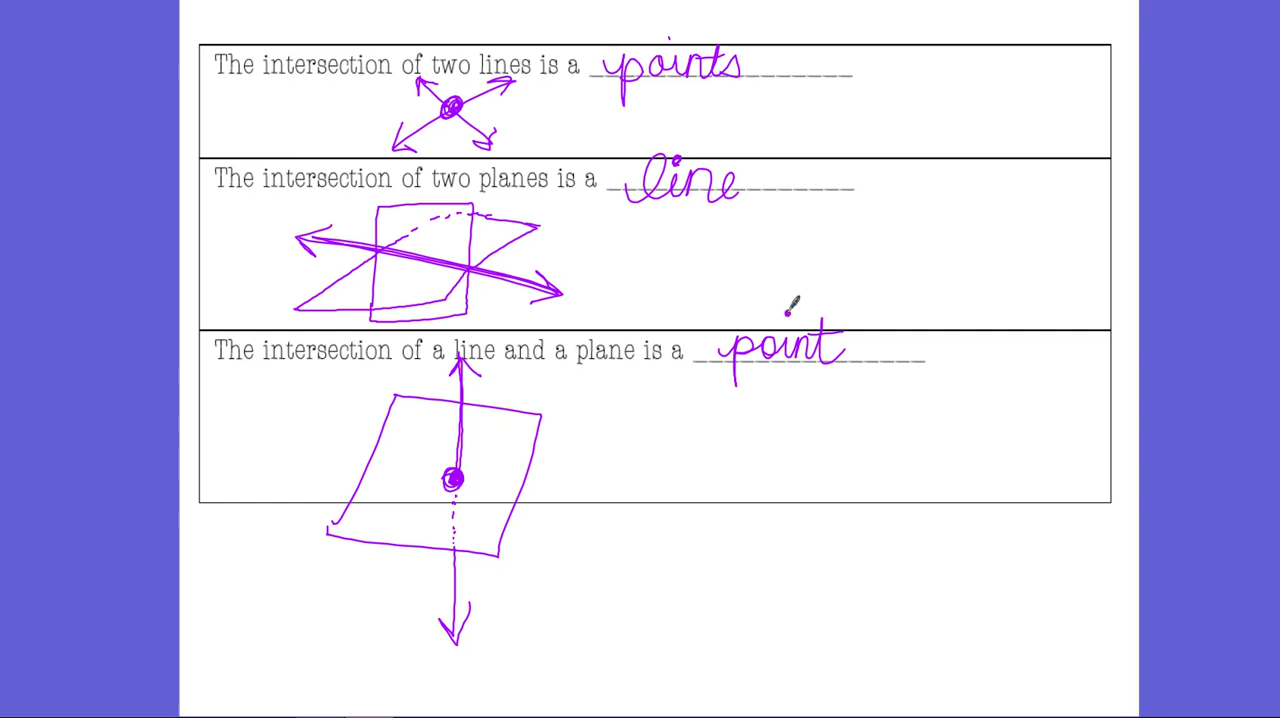 The intersection of two lines is a points
The intersection of two planes is a line
The intersection of a line and a plane is a point